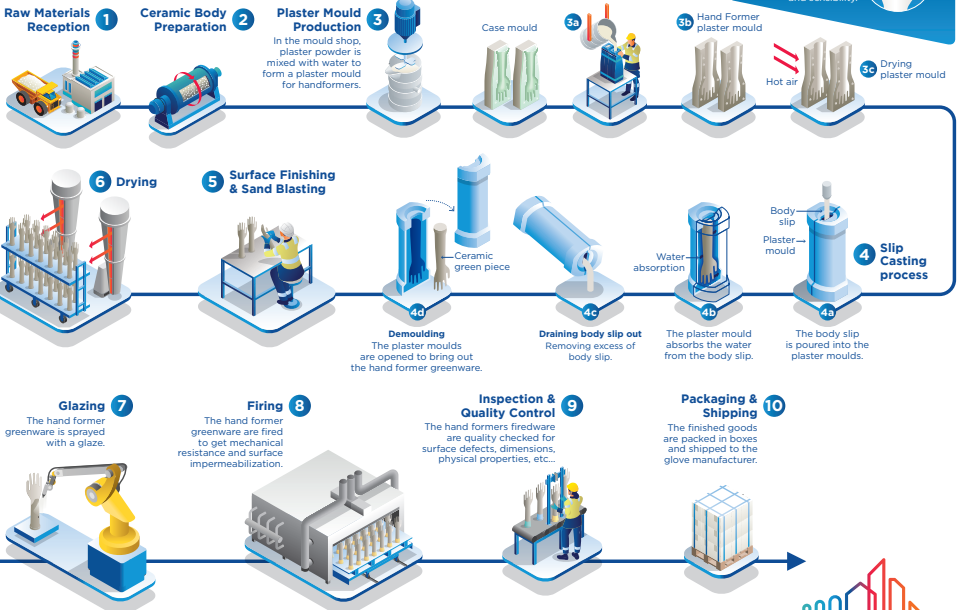 Raw Materials
Reception
1
Ceramic Body
Preparation
2
Plaster Mould
Production
3
In the mould shop,
plaster powder is
mixed with water to
form a plaster mould
for handformers.
Case mould
3a
3b
Hand Former
plaster mould
Hot air
3c
Drying
plaster mould
4
Slip
Casting
process
Body
slip
Plaster
mould
4a
The body slip
is poured into the
plaster moulds.
Water
absorption
4b
The plaster mould
absorbs the water
from the body slip.
4c
Draining body slip out
Removing excess of
body slip.
Ceramic
green piece
4d
Demoulding
The plaster moulds
are opened to bring out
the hand former greenware.
5
Surface Finishing
& Sand Blasting
6
Drying
Glazing
7
The hand former
greenware is sprayed
with a glaze.
Firing
8
The hand former
greenware are fired
to get mechanical
resistance and surface
impermeabilization.
Inspection &
Quality Control
9
The hand formers firedware
are quality checked for
surface defects, dimensions,
physical properties, etc...
Packaging &
Shipping
10
The finished goods
are packed in boxes
and shipped to the
glove manufacturer.